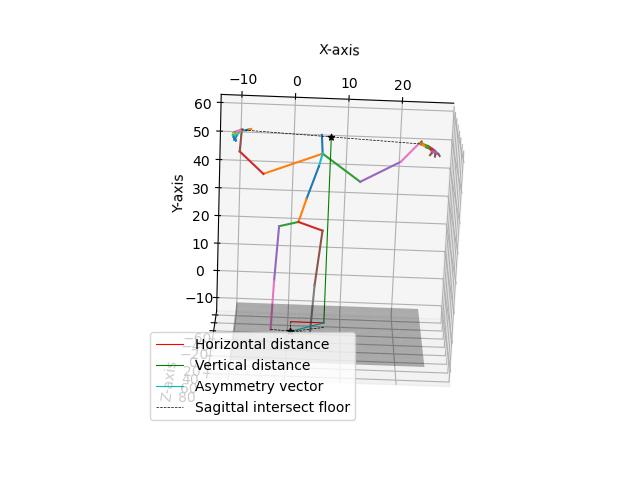 X-axis
−10 0 10 20
60
50
40
30
20
10
0
−10
Y-axis
Z-axis
80
Horizontal distance
Vertical distance
Asymmetry vector
Sagittal intersect floor